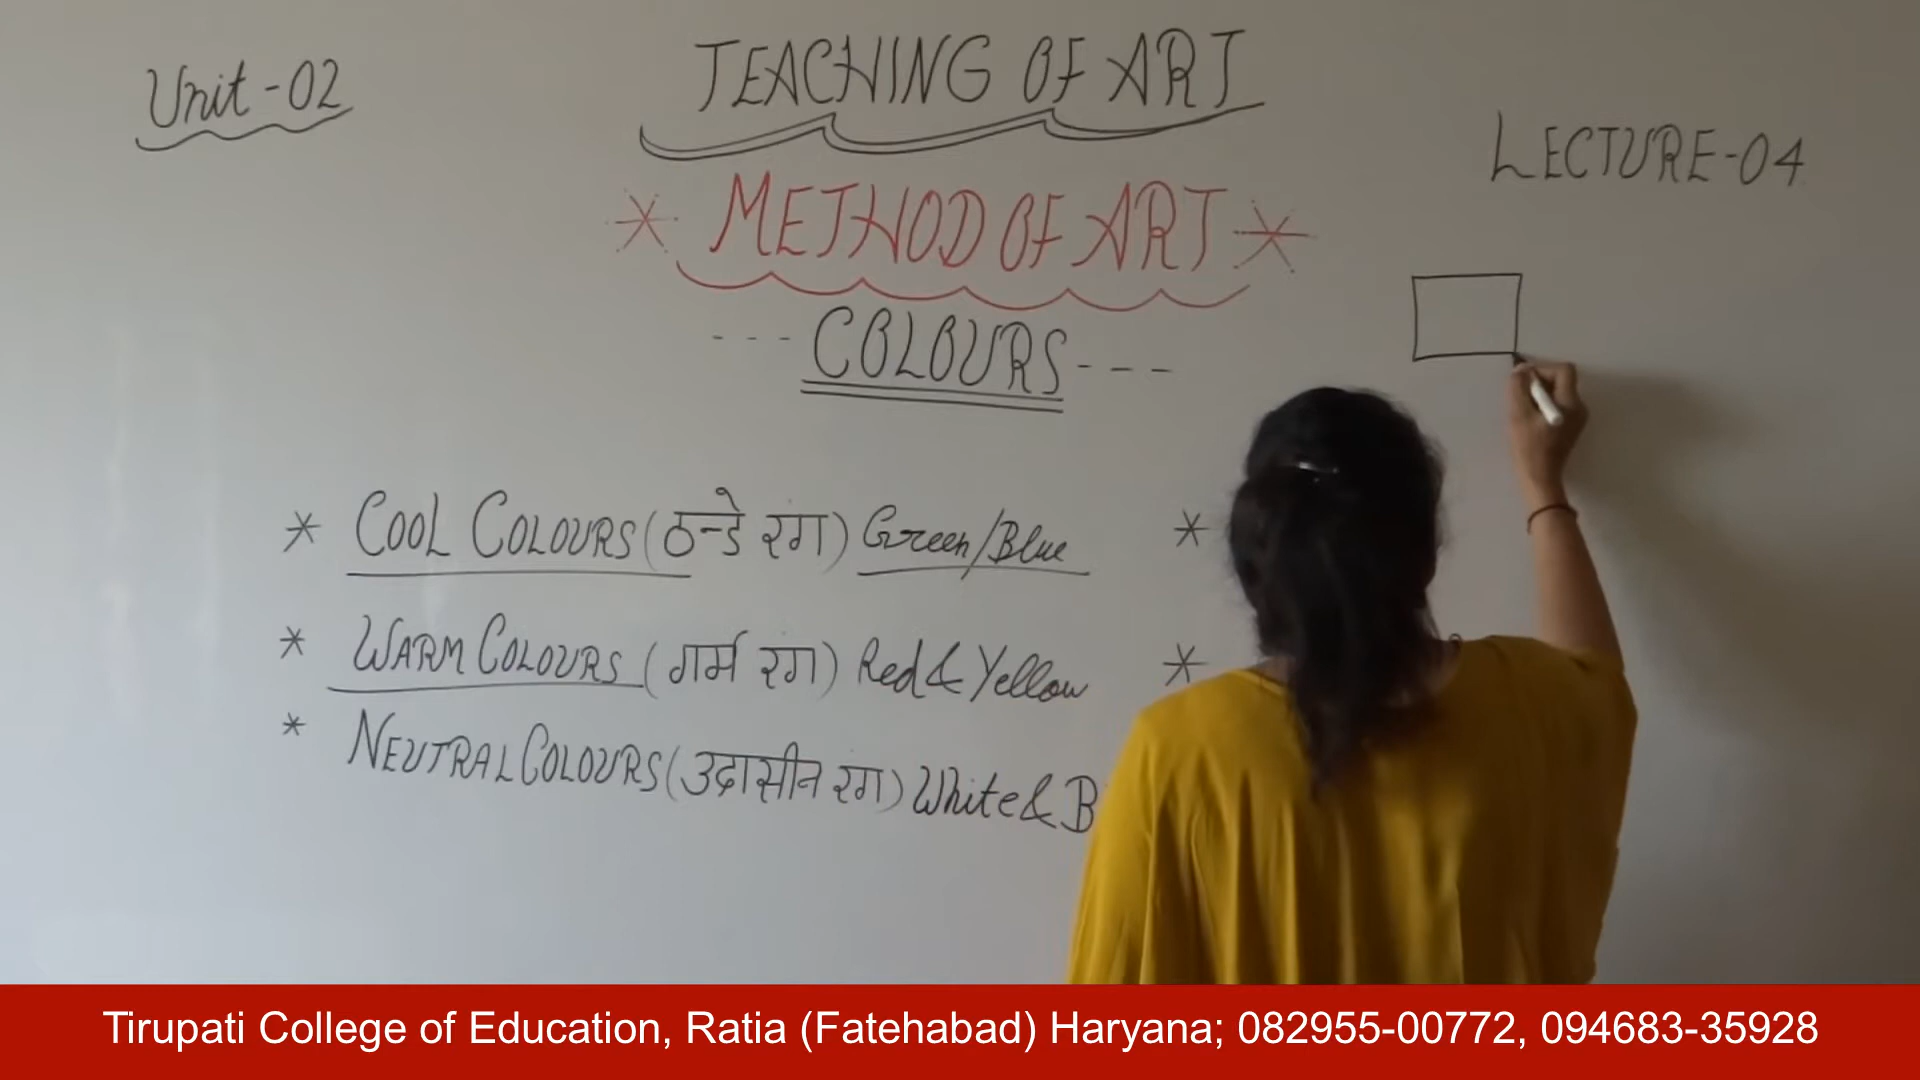 Unit-02
TEACHING OF ART
LECTURE-04
* METHOD OF ART *
--- COLOURS ---
* COOL COLOURS (ठन्डे रंग) Green/Blue *
* WARM COLOURS (गर्म रंग) Red & Yellow *
* NEUTRAL COLOURS (उदासीन रंग) White & B
Tirupati College of Education, Ratia (Fatehabad) Haryana; 082955-00772, 094683-35928